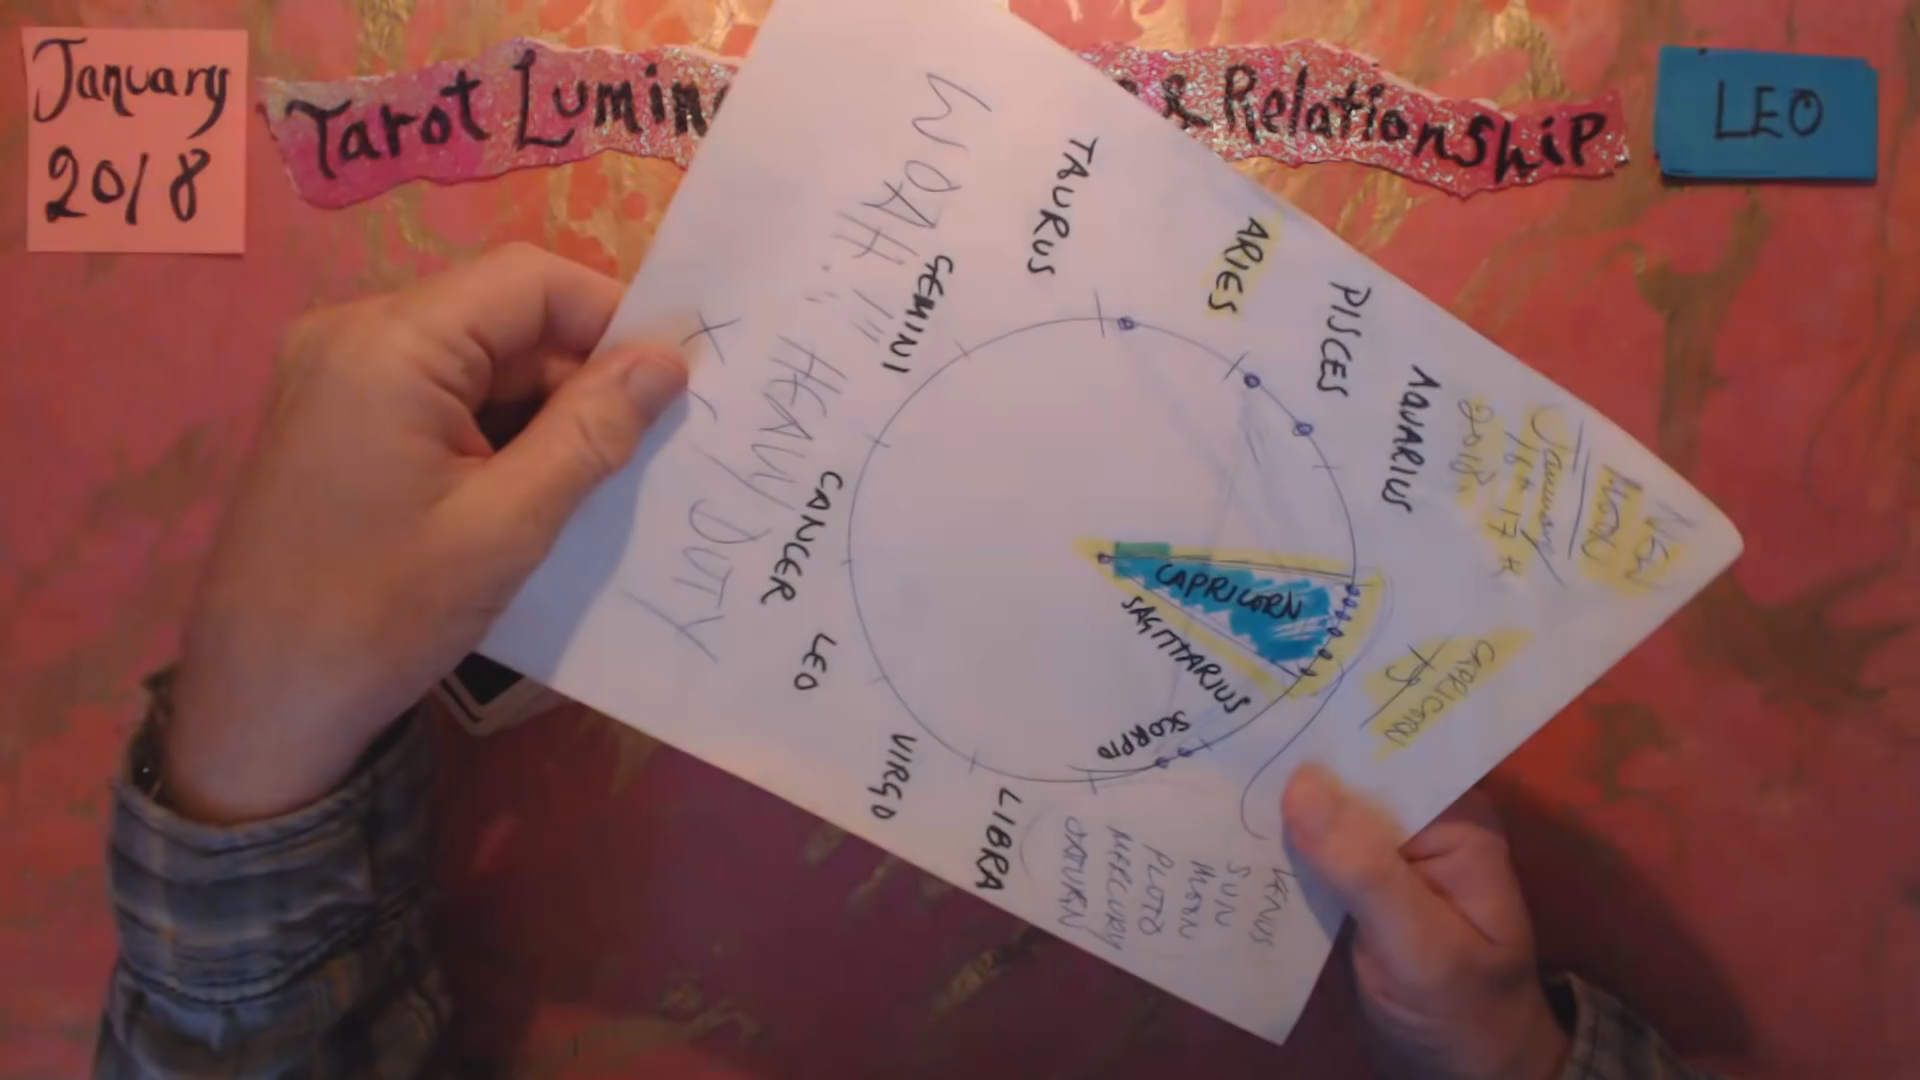 January
2018
Tarot Lumin
& Relationship
LEO
WOAH!!!
HEAVY DUTY
TAURUS
ARIES
PISCES
AQUARIUS
GEMINI
CANCER
LEO
VIRGO
LIBRA
SCORPIO
SAGITTARIUS
CAPRICORN
NEW
MOON
January
16th 17th
2018
CAPRICORN
VENUS
SUN
MOON
PLUTO
MERCURY
SATURN